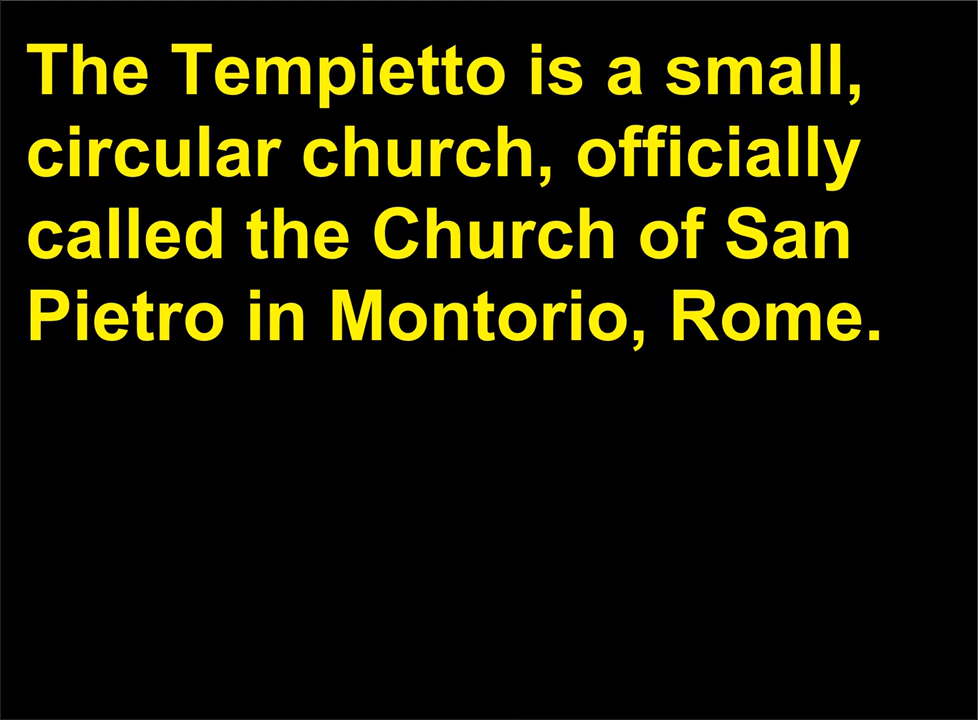 The Tempietto is a small,
circular church, officially
called the Church of San
Pietro in Montorio, Rome.